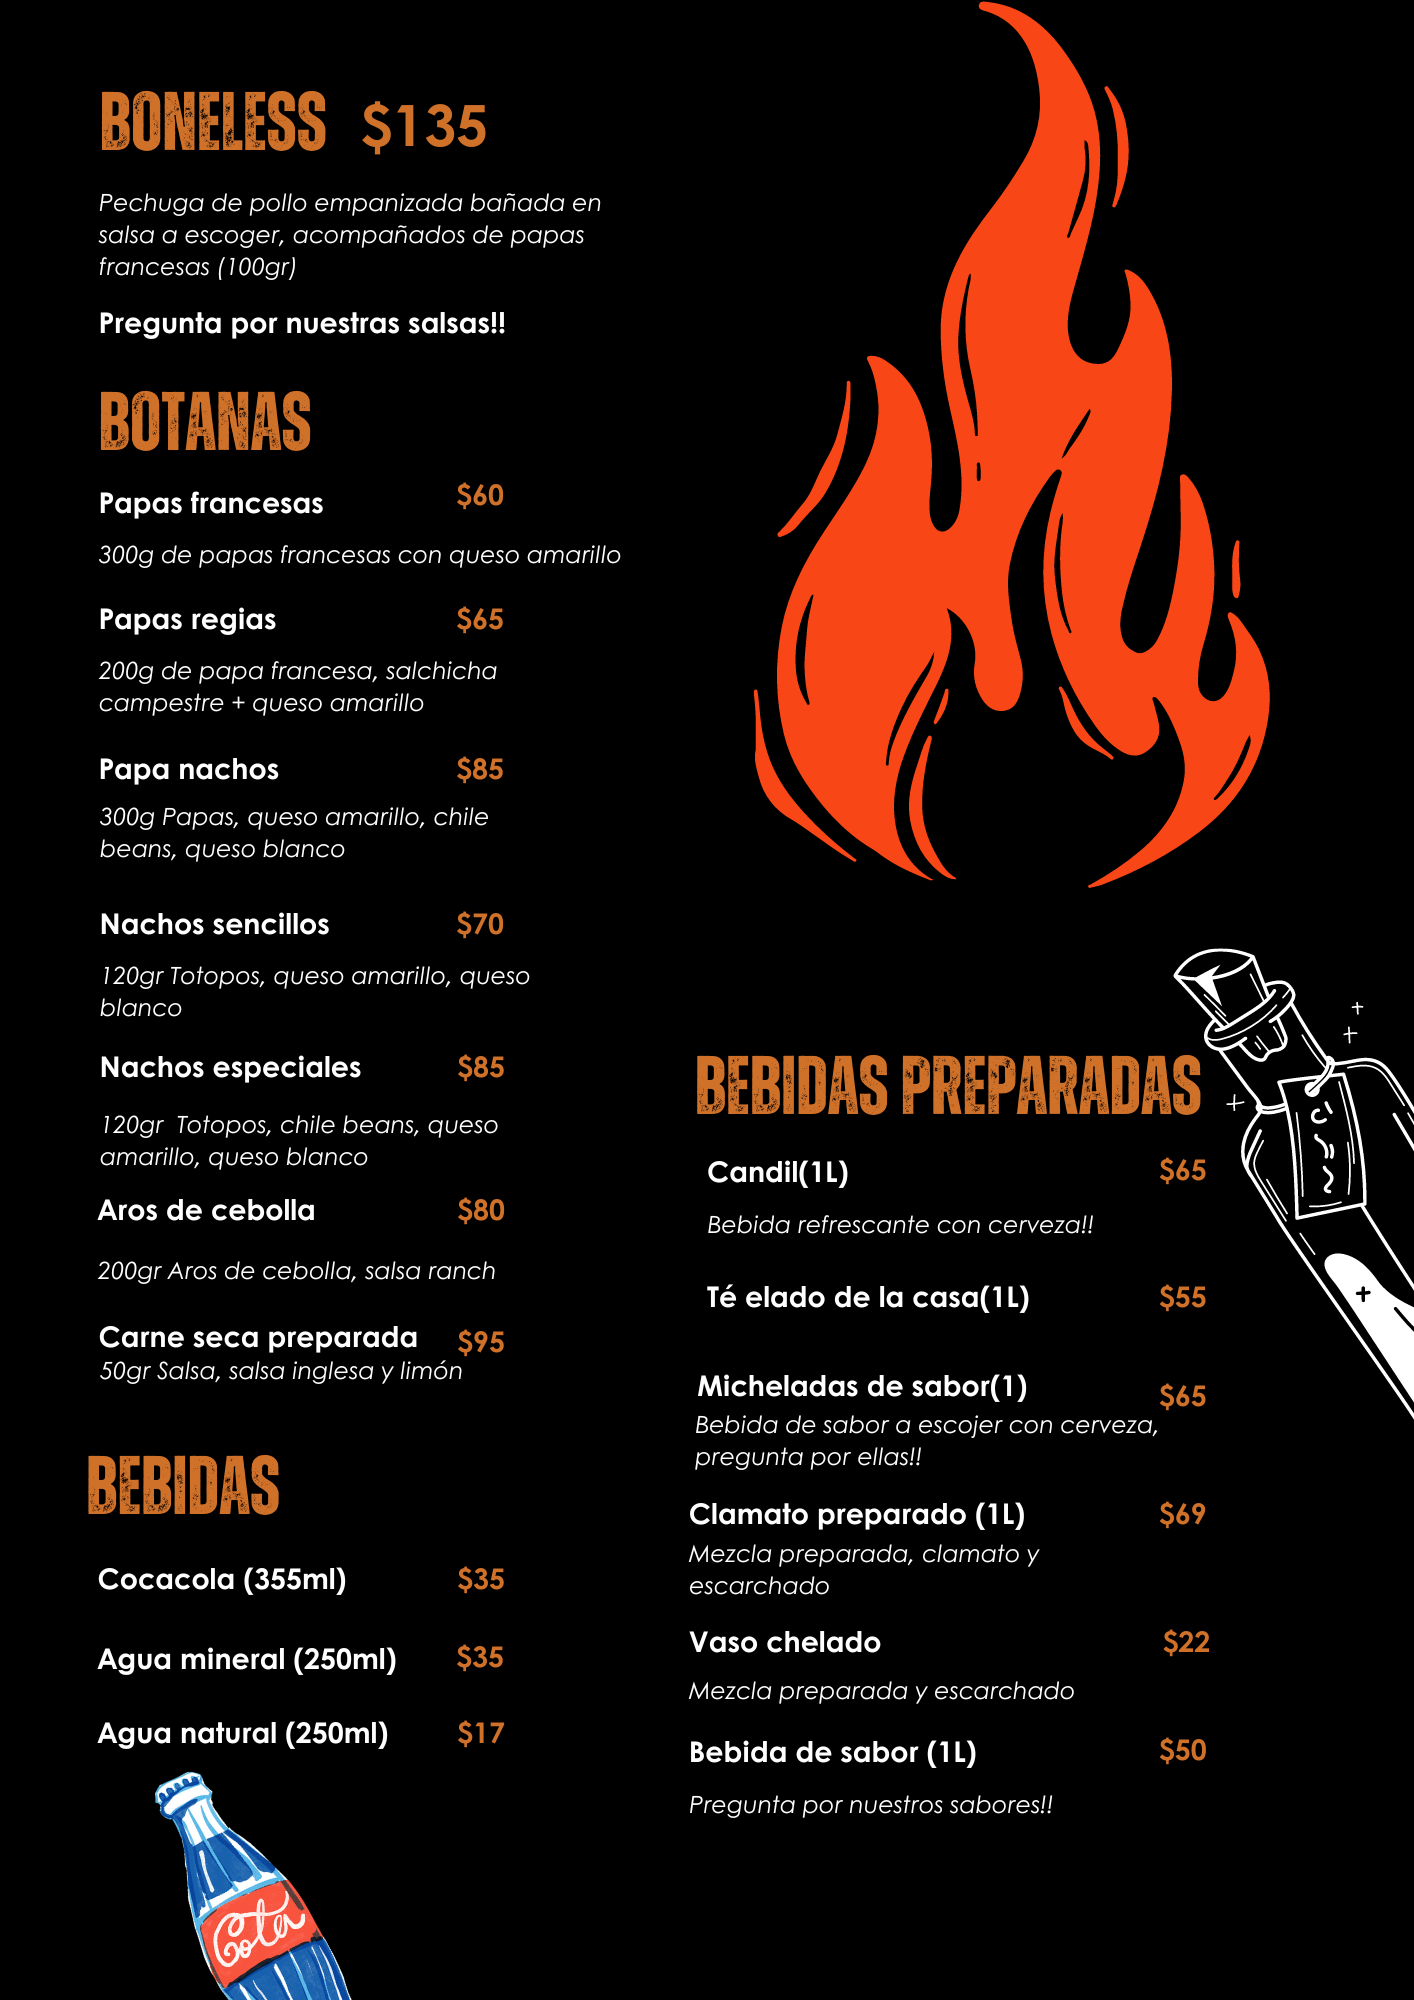 BONELESS $135
Pechuga de pollo empanizada bañada en
salsa a escoger, acompañados de papas
francesas (100gr)
Pregunta por nuestras salsas!!
BOTANAS
Papas francesas $60
300g de papas francesas con queso amarillo
Papas regias $65
200g de papa francesa, salchicha
campestre + queso amarillo
Papa nachos $85
300g Papas, queso amarillo, chile
beans, queso blanco
Nachos sencillos $70
120gr Totopos, queso amarillo, queso
blanco
Nachos especiales $85
120gr Totopos, chile beans, queso
amarillo, queso blanco
Aros de cebolla $80
200gr Aros de cebolla, salsa ranch
Carne seca preparada $95
50gr Salsa, salsa inglesa y limón
BEBIDAS
Cocacola (355ml) $35
Agua mineral (250ml) $35
Agua natural (250ml) $17
Cola
BEBIDAS PREPARADAS
Candil(1L) $65
Bebida refrescante con cerveza!!
Té elado de la casa(1L) $55
Micheladas de sabor(1) $65
Bebida de sabor a escojer con cerveza,
pregunta por ellas!!
Clamato preparado (1L) $69
Mezcla preparada, clamato y
escarchado
Vaso chelado $22
Mezcla preparada y escarchado
Bebida de sabor (1L) $50
Pregunta por nuestros sabores!!